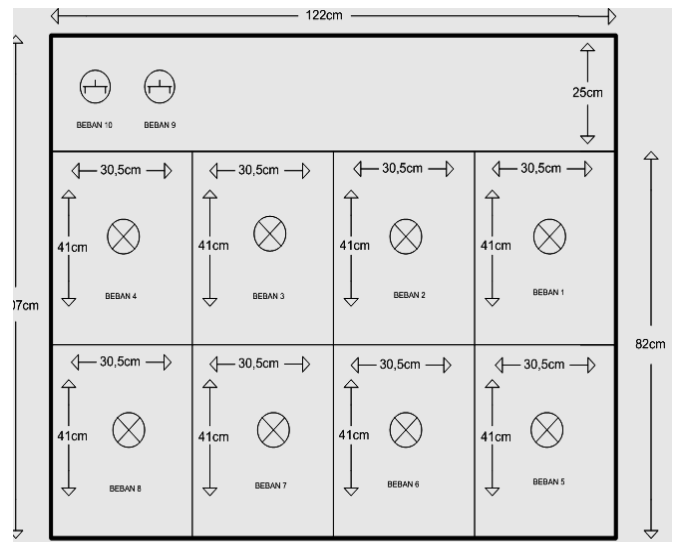 122cm
25cm
BEBAN 10 BEBAN 9
30,5cm 30,5cm 30,5cm 30,5cm
41cm 41cm 41cm 41cm
BEBAN 4 BEBAN 3 BEBAN 2 BEBAN 1
07cm
82cm
30,5cm 30,5cm 30,5cm 30,5cm
41cm 41cm 41cm 41cm
BEBAN 8 BEBAN 7 BEBAN 6 BEBAN 5